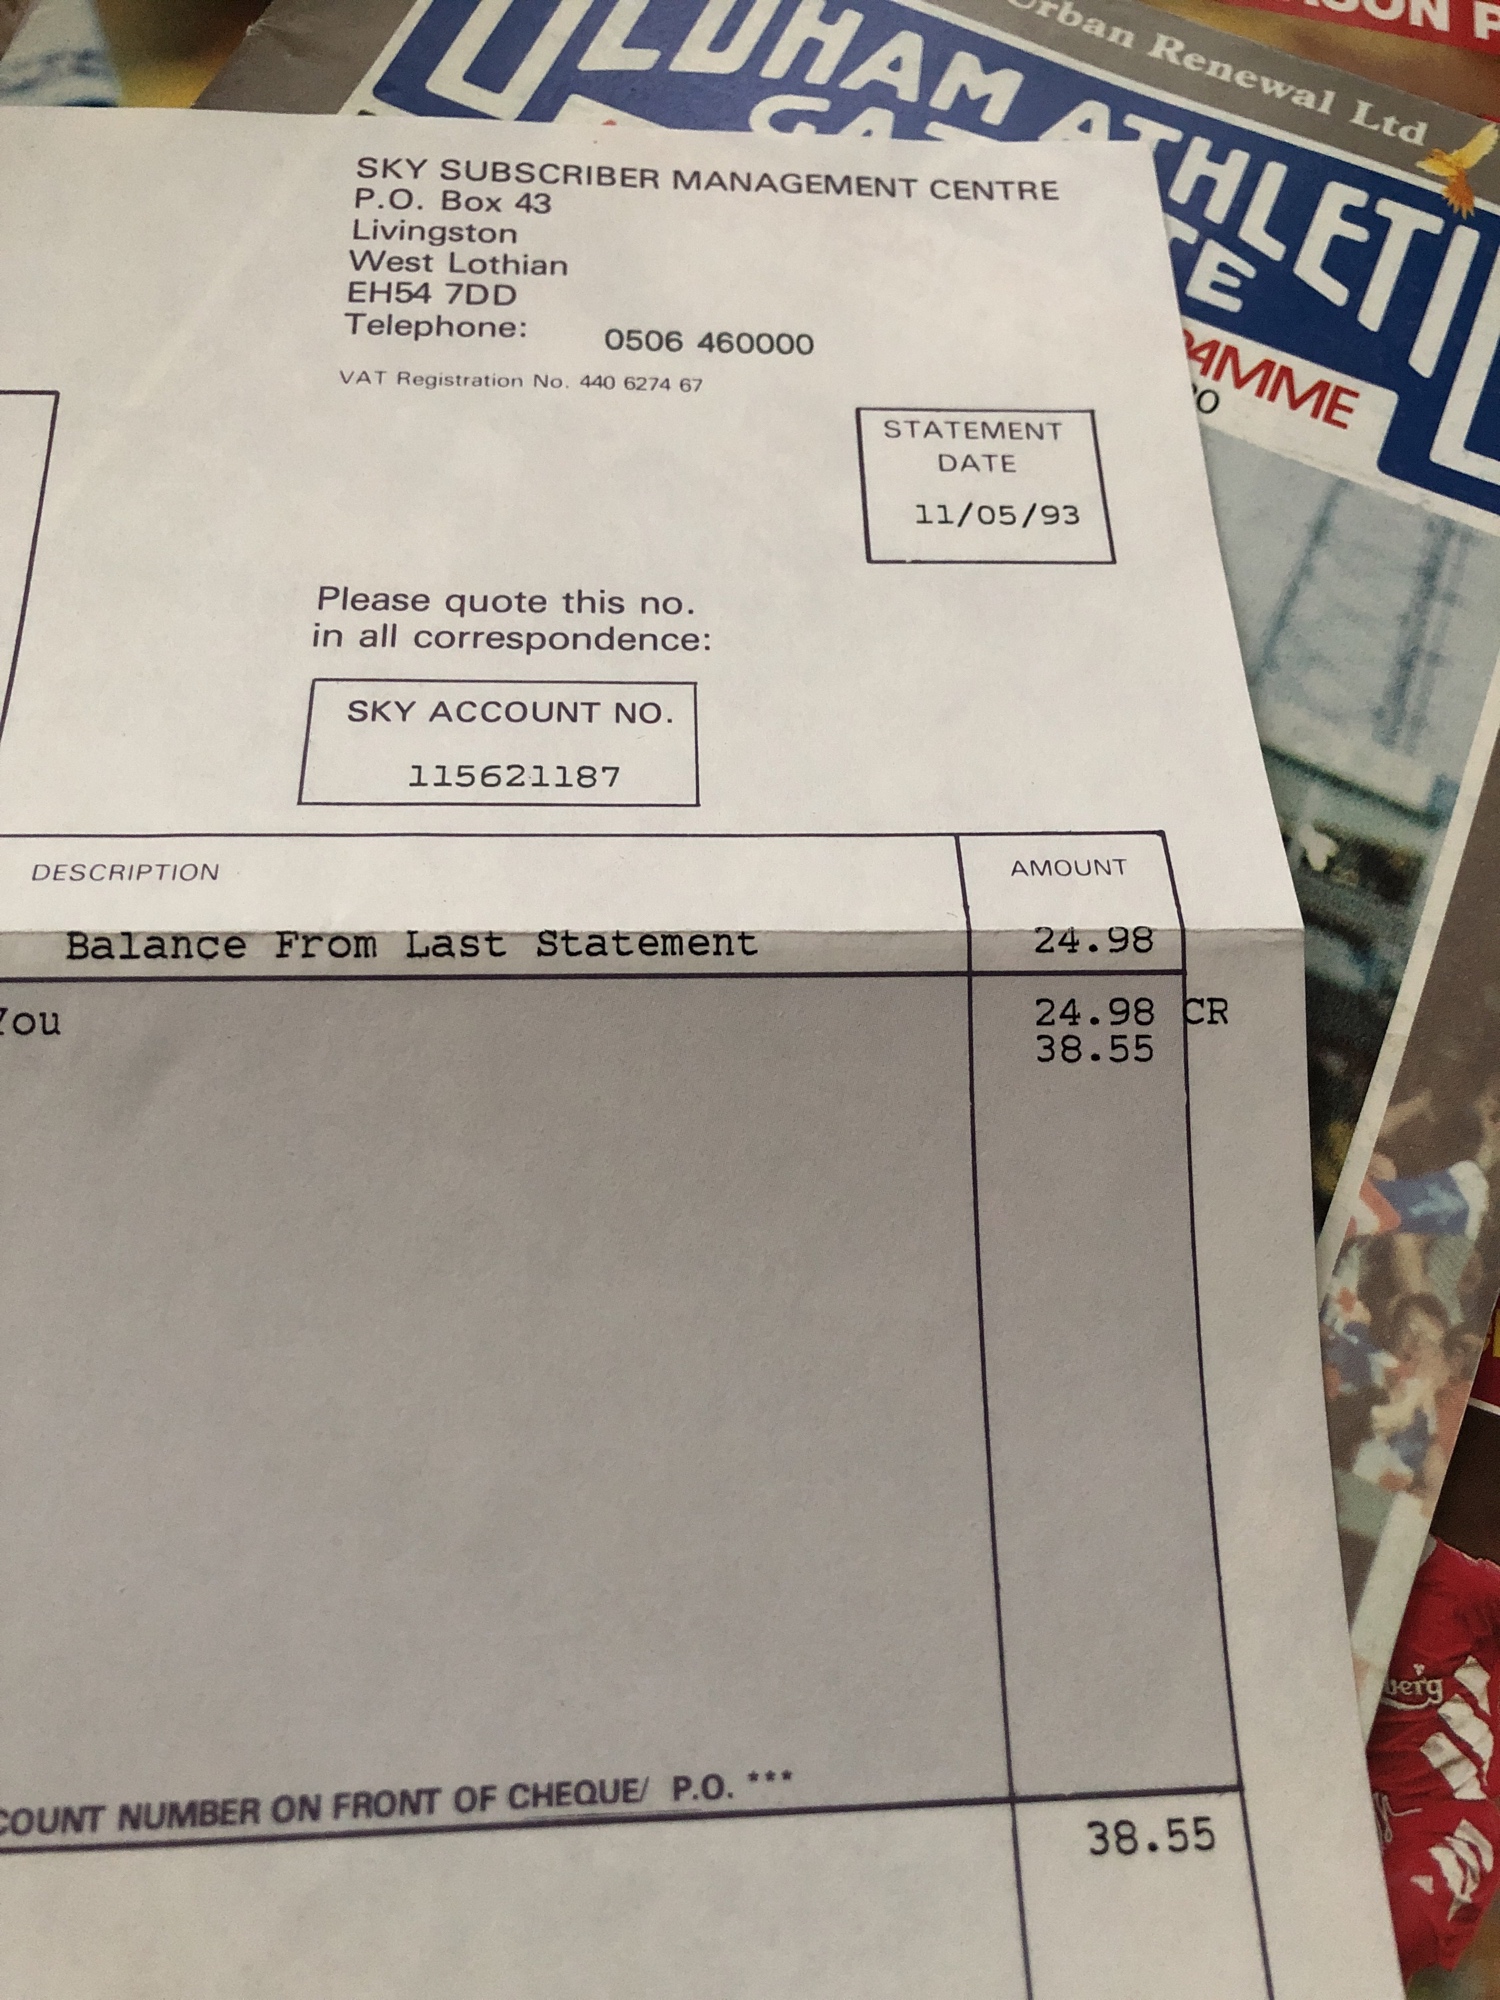 Urban Renewal Ltd
OLDHAM ATHLETIC
SKY SUBSCRIBER MANAGEMENT CENTRE
P.O. Box 43
Livingston
West Lothian
EH54 7DD
Telephone: 0506 460000
VAT Registration No. 440 6274 67
STATEMENT
DATE
11/05/93
Please quote this no.
in all correspondence:
SKY ACCOUNT NO.
115621187
DESCRIPTION AMOUNT
Balance From Last Statement 24.98
You 24.98 CR
38.55
COUNT NUMBER ON FRONT OF CHEQUE/ P.O. ***
38.55